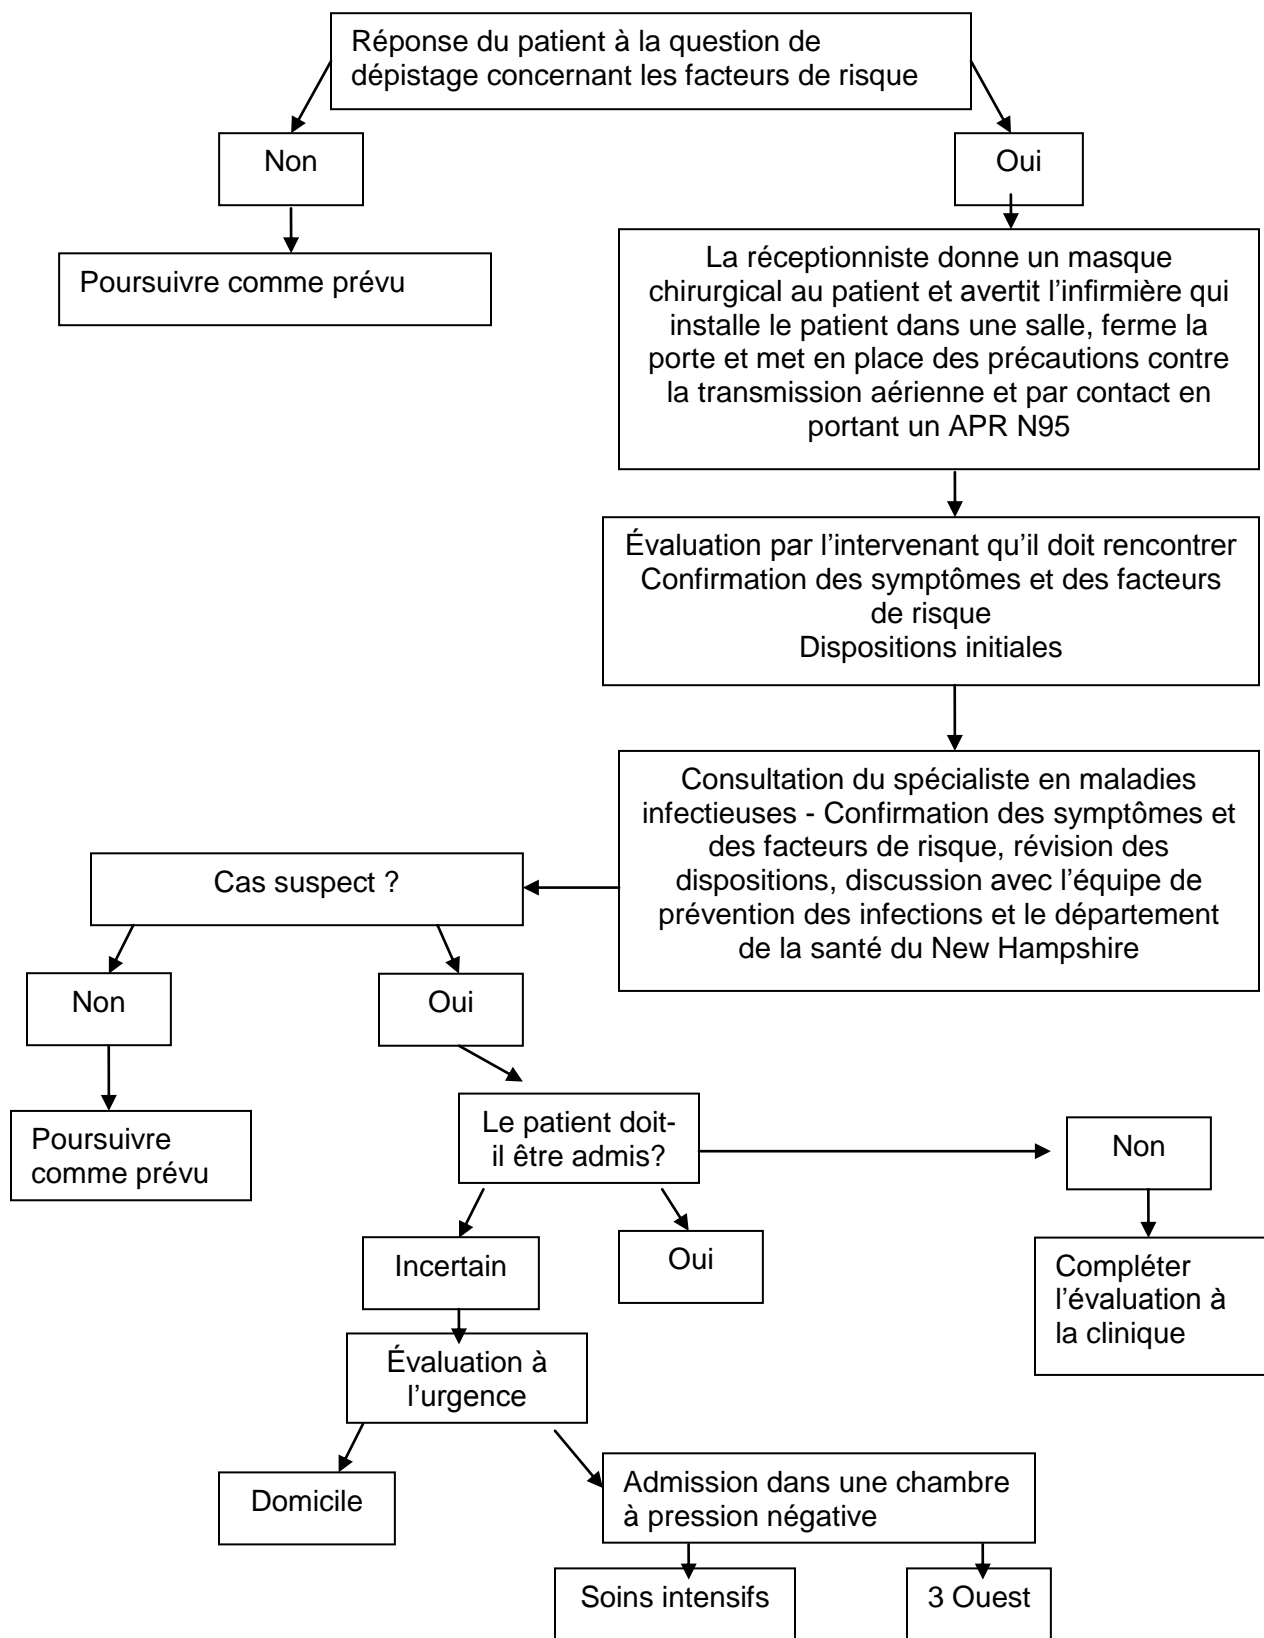 Réponse du patient à la question de
dépistage concernant les facteurs de risque
Non
Oui
Poursuivre comme prévu
La réceptionniste donne un masque
chirurgical au patient et avertit l’infirmière qui
installe le patient dans une salle, ferme la
porte et met en place des précautions contre
la transmission aérienne et par contact en
portant un APR N95
Évaluation par l’intervenant qu’il doit rencontrer
Confirmation des symptômes et des facteurs
de risque
Dispositions initiales
Consultation du spécialiste en maladies
infectieuses - Confirmation des symptômes et
des facteurs de risque, révision des
dispositions, discussion avec l’équipe de
prévention des infections et le département
de la santé du New Hampshire
Cas suspect ?
Non
Oui
Poursuivre
comme prévu
Le patient doit-
il être admis?
Non
Incertain
Oui
Compléter
l’évaluation à
la clinique
Évaluation à
l’urgence
Domicile
Admission dans une chambre
à pression négative
Soins intensifs
3 Ouest